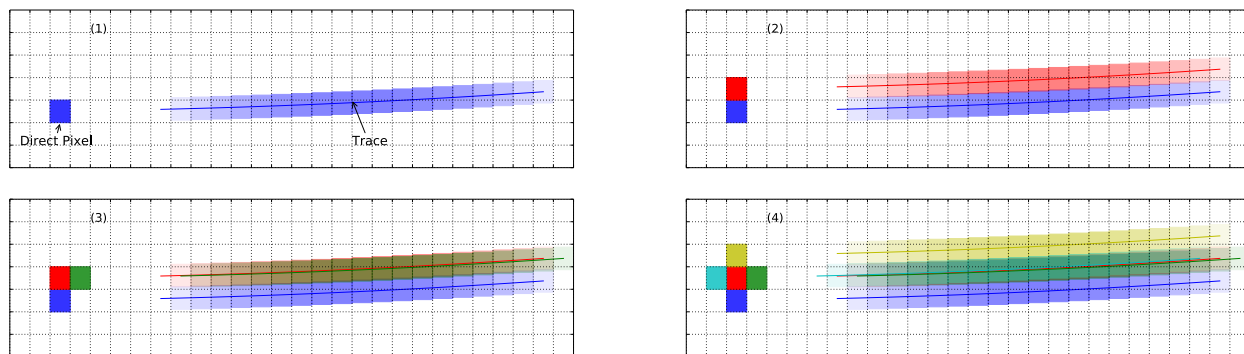 (1)
Direct Pixel
Trace
(2)
(3)
(4)